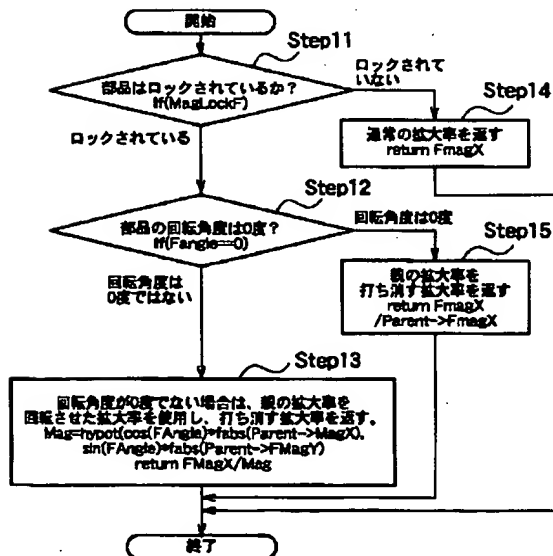 開始
Step11
部品はロックされているか?
if(MagLockF)
ロックされて
いない
Step14
通常の拡大率を返す
return FmagX
ロックされている
Step12
部品の回転角度は0度?
if(Fangle==0)
回転角度は0度
Step15
親の拡大率を
打ち消す拡大率を返す
return FmagX
/Parent->FmagX
回転角度は
0度ではない
Step13
回転角度が0度でない場合は、親の拡大率を
回転させた拡大率を使用し、打ち消す拡大率を返す。
Mag=hypot(cos(FAngle)*fabs(Parent->MagX).
sin(FAngle)*fabs(Parent->FMagY)
return FMagX/Mag
終了